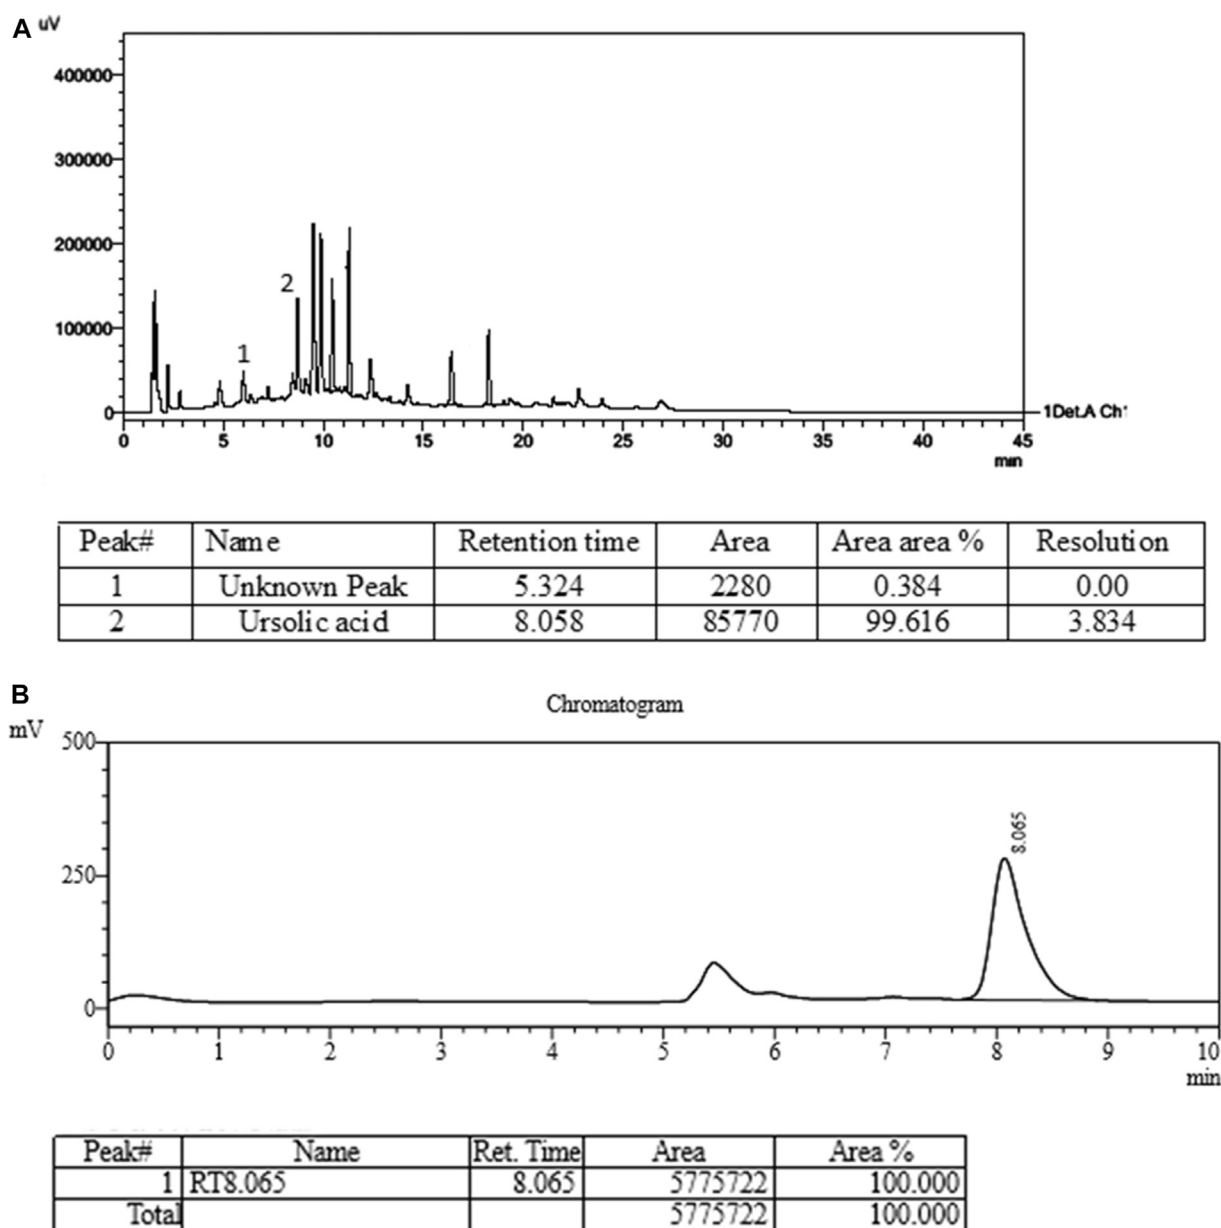 A uV
400000
300000
200000
100000
0
2
1
1Det.A Ch1
0 5 10 15 20 25 30 35 40 45
min
Peak# Name Retention time Area Area area % Resolution
1 Unknown Peak 5.324 2280 0.384 0.00
2 Ursolic acid 8.058 85770 99.616 3.834
B
Chromatogram
mV
500
250
0
8.065
0 1 2 3 4 5 6 7 8 9 10
min
Peak# Name Ret. Time Area Area %
1 RT8.065 8.065 5775722 100.000
Total 5775722 100.000